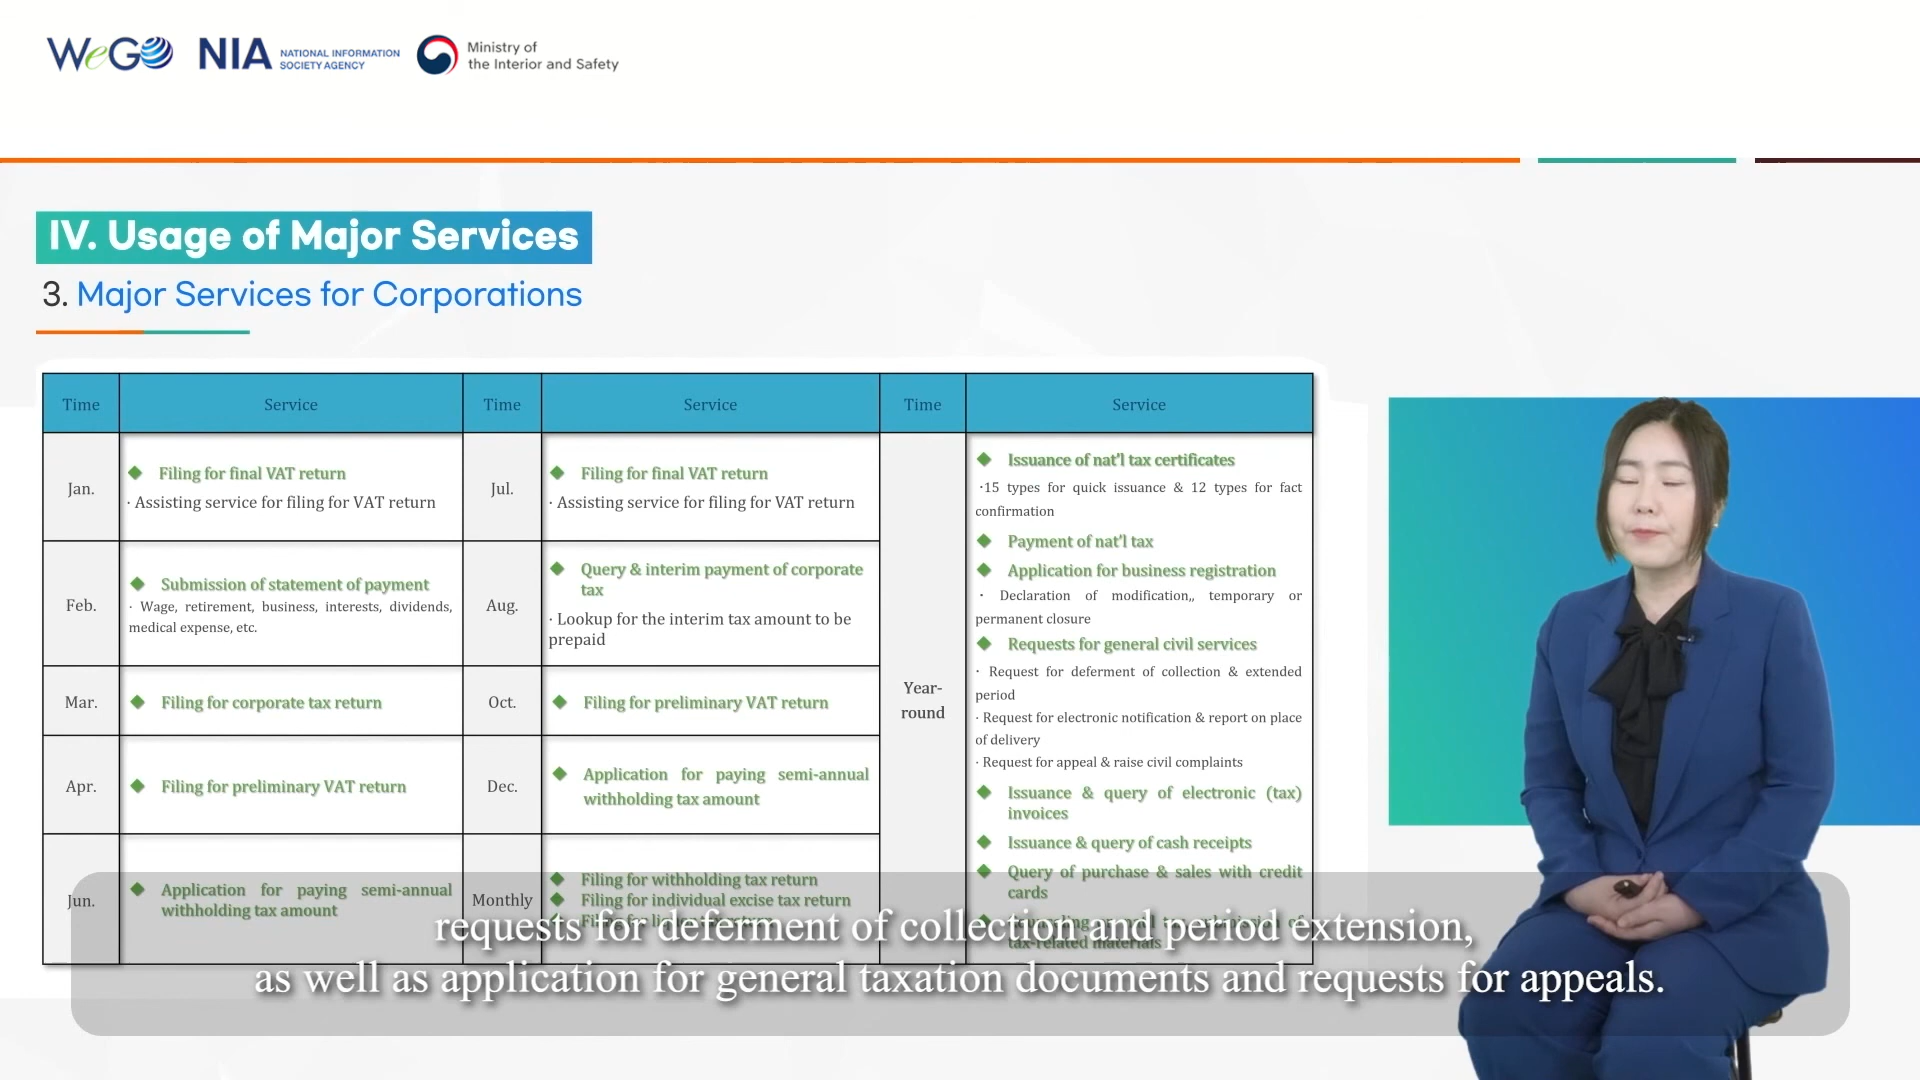 WeGO NIA NATIONAL INFORMATION SOCIETY AGENCY
Ministry of
the Interior and Safety
IV. Usage of Major Services
3. Major Services for Corporations
Time Service Time Service Time Service
Jan.
Filing for final VAT return
· Assisting service for filing for VAT return
Jul.
Filing for final VAT return
· Assisting service for filing for VAT return
Feb.
Submission of statement of payment
· Wage, retirement, business, interests, dividends,
medical expense, etc.
Aug.
Query & interim payment of corporate
tax
· Lookup for the interim tax amount to be
prepaid
Mar.
Filing for corporate tax return
Oct.
Filing for preliminary VAT return
Apr.
Filing for preliminary VAT return
Dec.
Application for paying semi-annual
withholding tax amount
Jun.
Application for paying semi-annual
withholding tax amount
Monthly
Filing for withholding tax return
Filing for individual excise tax return
Year-
round
Issuance of nat'l tax certificates
·15 types for quick issuance & 12 types for fact
confirmation
Payment of nat'l tax
Application for business registration
· Declaration of modification,, temporary or
permanent closure
Requests for general civil services
· Request for deferment of collection & extended
period
· Request for electronic notification & report on place
of delivery
· Request for appeal & raise civil complaints
Issuance & query of electronic (tax)
invoices
Issuance & query of cash receipts
Query of purchase & sales with credit
cards
tax-related materials
requests for deferment of collection and period extension,
as well as application for general taxation documents and requests for appeals.